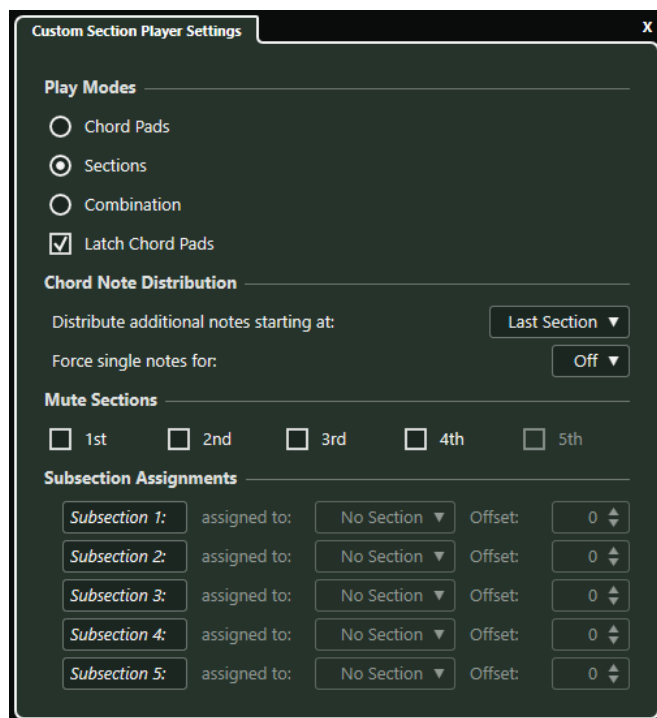 Custom Section Player Settings X
Play Modes
Chord Pads
Sections
Combination
Latch Chord Pads
Chord Note Distribution
Distribute additional notes starting at: Last Section
Force single notes for: Off
Mute Sections
1st 2nd 3rd 4th 5th
Subsection Assignments
Subsection 1: assigned to: No Section Offset: 0
Subsection 2: assigned to: No Section Offset: 0
Subsection 3: assigned to: No Section Offset: 0
Subsection 4: assigned to: No Section Offset: 0
Subsection 5: assigned to: No Section Offset: 0